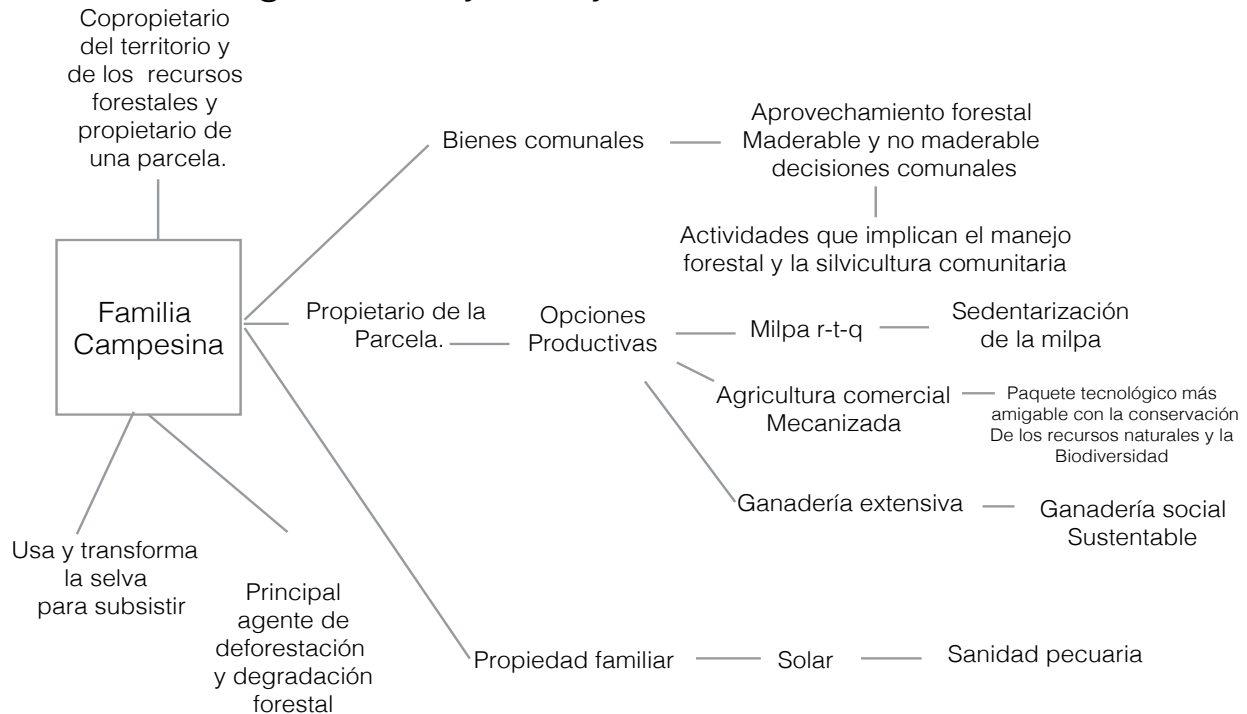 Copropietario
del territorio y
de los recursos
forestales y
propietario de
una parcela.
Familia
Campesina
Usa y transforma
la selva
para subsistir
Principal
agente de
deforestación
y degradación
forestal
Bienes comunales
Aprovechamiento forestal
Maderable y no maderable
decisiones comunales
Actividades que implican el manejo
forestal y la silvicultura comunitaria
Propietario de la
Parcela.
Opciones
Productivas
Milpa r-t-q
Sedentarización
de la milpa
Agricultura comercial
Mecanizada
Paquete tecnológico más
amigable con la conservación
De los recursos naturales y la
Biodiversidad
Ganadería extensiva
Ganadería social
Sustentable
Propiedad familiar
Solar
Sanidad pecuaria